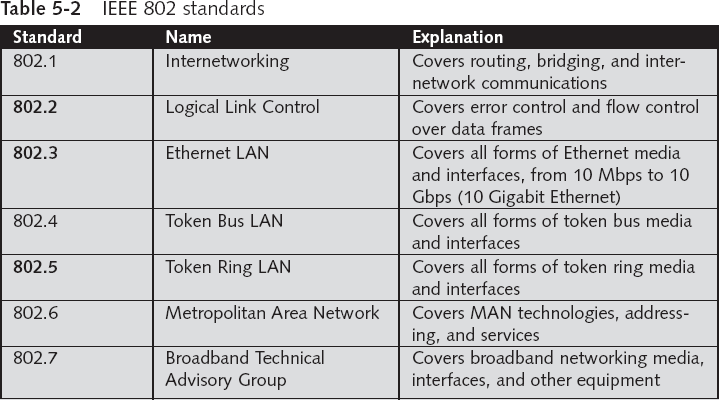 Table 5-2 IEEE 802 standards
Standard Name Explanation
802.1 Internetworking Covers routing, bridging, and inter-
network communications
802.2 Logical Link Control Covers error control and flow control
over data frames
802.3 Ethernet LAN Covers all forms of Ethernet media
and interfaces, from 10 Mbps to 10
Gbps (10 Gigabit Ethernet)
802.4 Token Bus LAN Covers all forms of token bus media
and interfaces
802.5 Token Ring LAN Covers all forms of token ring media
and interfaces
802.6 Metropolitan Area Network Covers MAN technologies, address-
ing, and services
802.7 Broadband Technical Covers broadband networking media,
Advisory Group interfaces, and other equipment